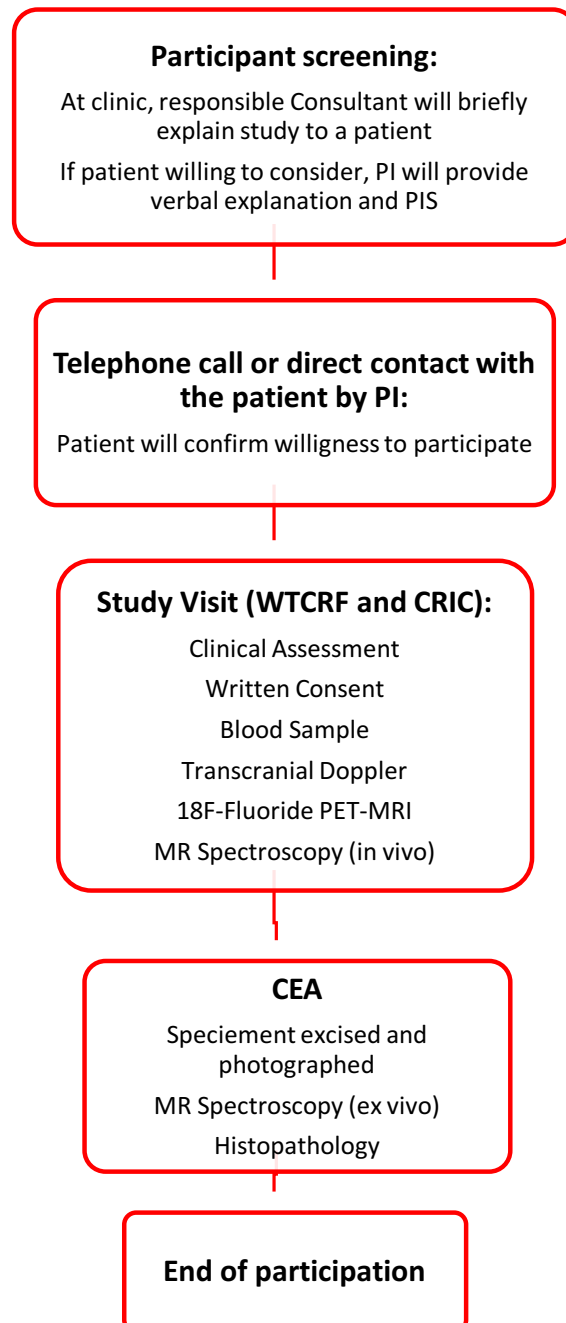 Participant screening:
At clinic, responsible Consultant will briefly
explain study to a patient
If patient willing to consider, PI will provide
verbal explanation and PIS
Telephone call or direct contact with
the patient by PI:
Patient will confirm willigness to participate
Study Visit (WTCRF and CRIC):
Clinical Assessment
Written Consent
Blood Sample
Transcranial Doppler
18F-Fluoride PET-MRI
MR Spectroscopy (in vivo)
CEA
Speciement excised and
photographed
MR Spectroscopy (ex vivo)
Histopathology
End of participation